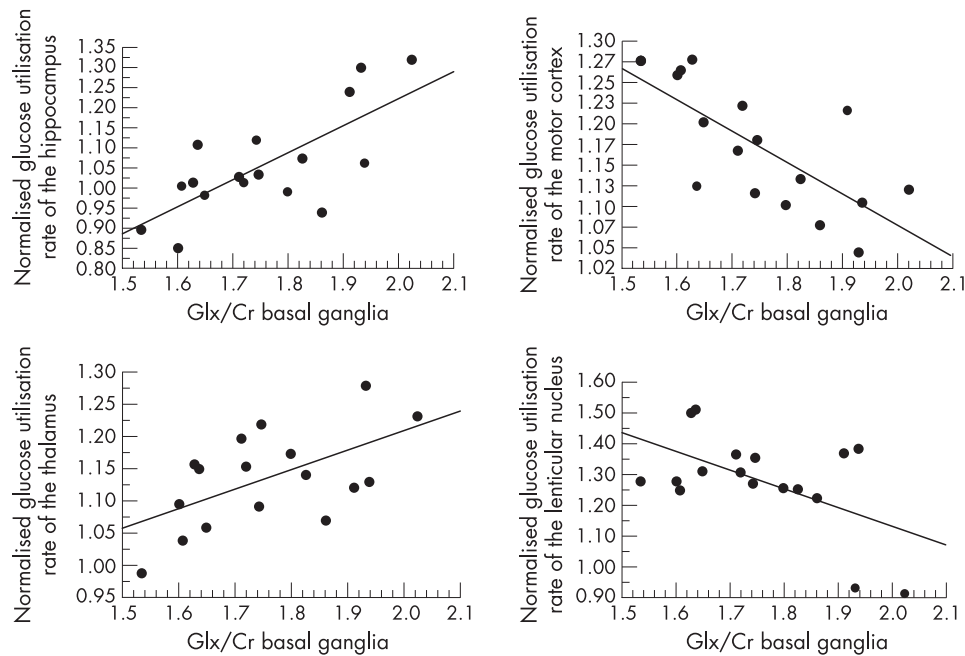 Normalised glucose utilisation
rate of the hippocampus
1.35
1.30
1.25
1.20
1.15
1.10
1.05
1.00
0.95
0.90
0.85
0.80
1.5 1.6 1.7 1.8 1.9 2.0 2.1
Glx/Cr basal ganglia
Normalised glucose utilisation
rate of the motor cortex
1.30
1.27
1.25
1.23
1.20
1.17
1.15
1.13
1.10
1.07
1.05
1.02
1.5 1.6 1.7 1.8 1.9 2.0 2.1
Glx/Cr basal ganglia
Normalised glucose utilisation
rate of the thalamus
1.30
1.25
1.20
1.15
1.10
1.05
1.00
0.95
1.5 1.6 1.7 1.8 1.9 2.0 2.1
Glx/Cr basal ganglia
Normalised glucose utilisation
rate of the lenticular nucleus
1.60
1.50
1.40
1.30
1.20
1.10
1.00
0.90
1.5 1.6 1.7 1.8 1.9 2.0 2.1
Glx/Cr basal ganglia